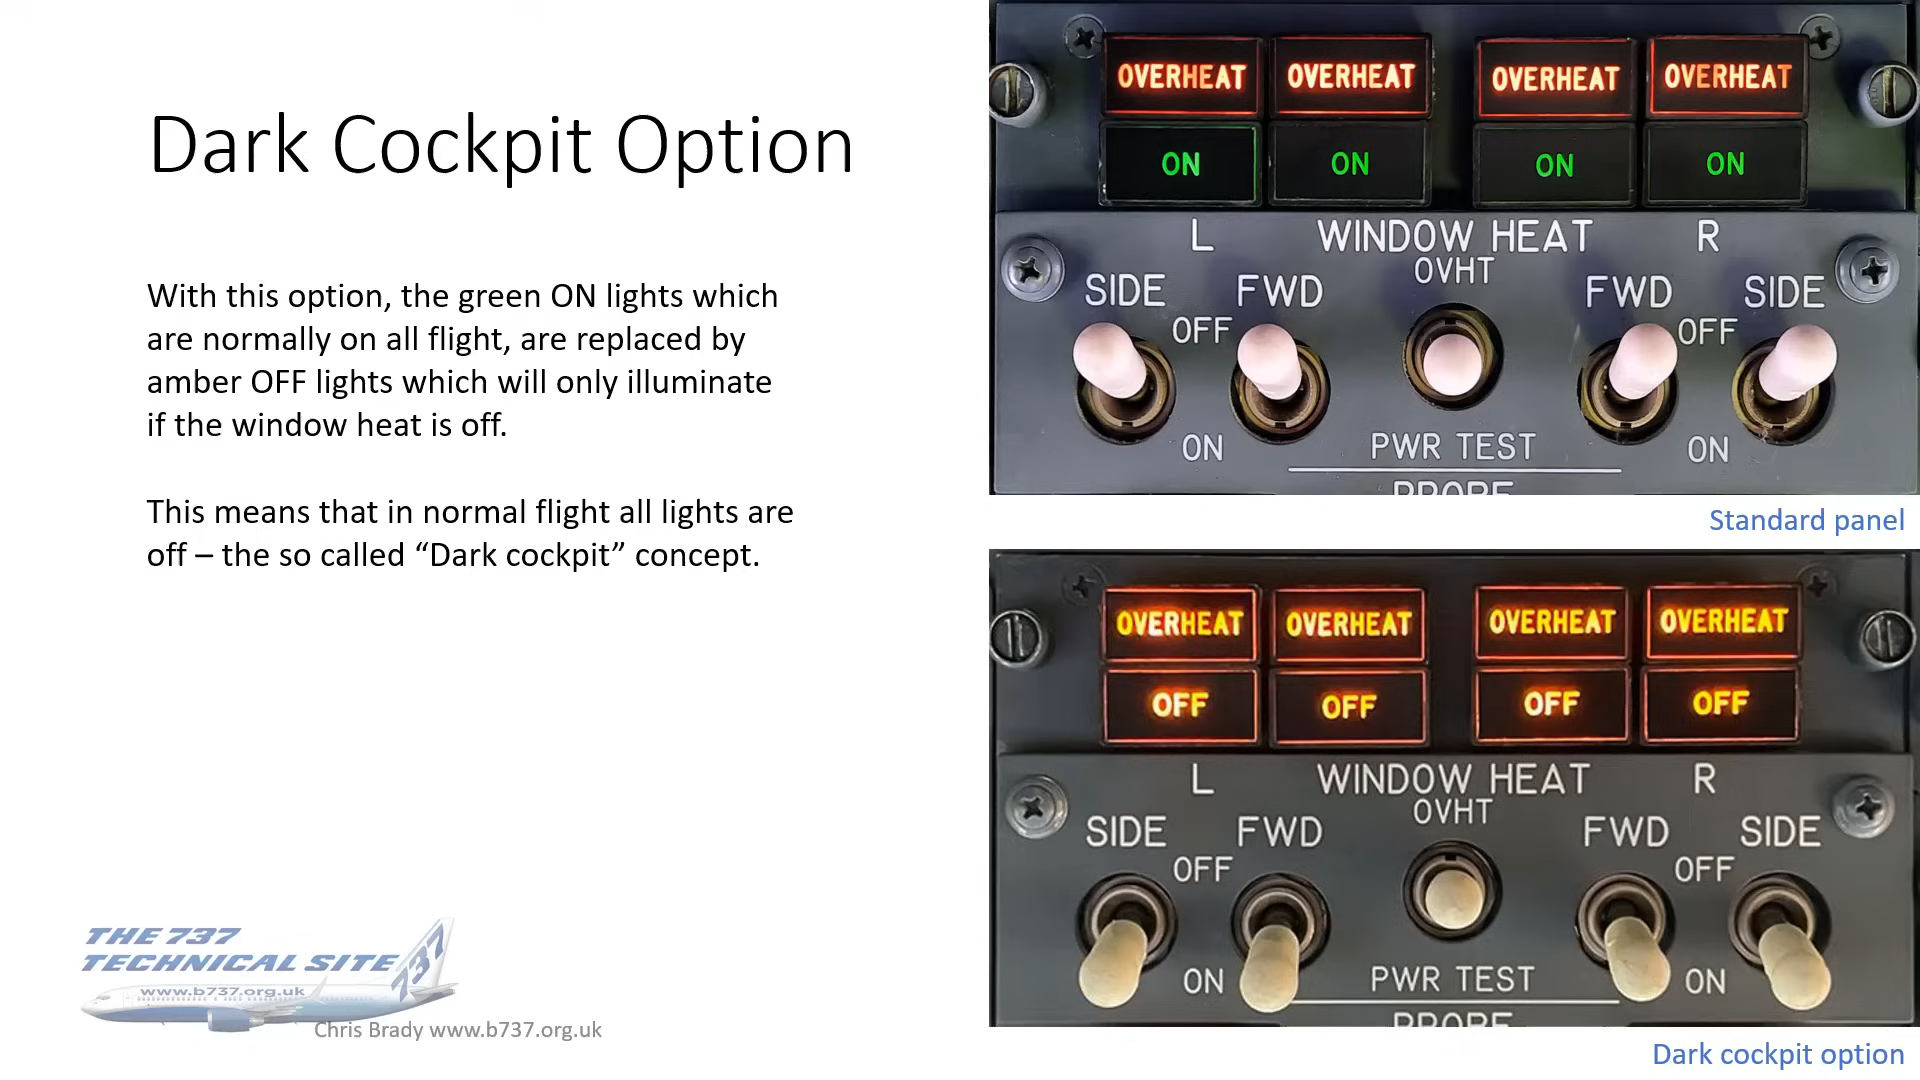 Dark Cockpit Option
With this option, the green ON lights which
are normally on all flight, are replaced by
amber OFF lights which will only illuminate
if the window heat is off.
This means that in normal flight all lights are
off – the so called “Dark cockpit” concept.
THE 737
TECHNICAL SITE
737
www.b737.org.uk
Chris Brady www.b737.org.uk
OVERHEAT OVERHEAT OVERHEAT OVERHEAT
ON ON ON ON
L WINDOW HEAT R
OVHT
SIDE FWD FWD SIDE
OFF OFF
ON PWR TEST ON
PROBE
Standard panel
OVERHEAT OVERHEAT OVERHEAT OVERHEAT
OFF OFF OFF OFF
L WINDOW HEAT R
OVHT
SIDE FWD FWD SIDE
OFF OFF
ON PWR TEST ON
PROBE
Dark cockpit option